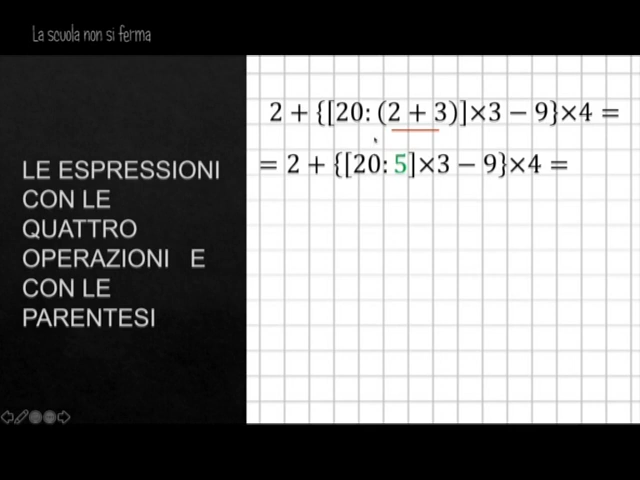 La scuola non si ferma
LE ESPRESSIONI
CON LE
QUATTRO
OPERAZIONI E
CON LE
PARENTESI
2 + {[20: (2 + 3)]×3 − 9}×4 =
= 2 + {[20: 5]×3 − 9}×4 =